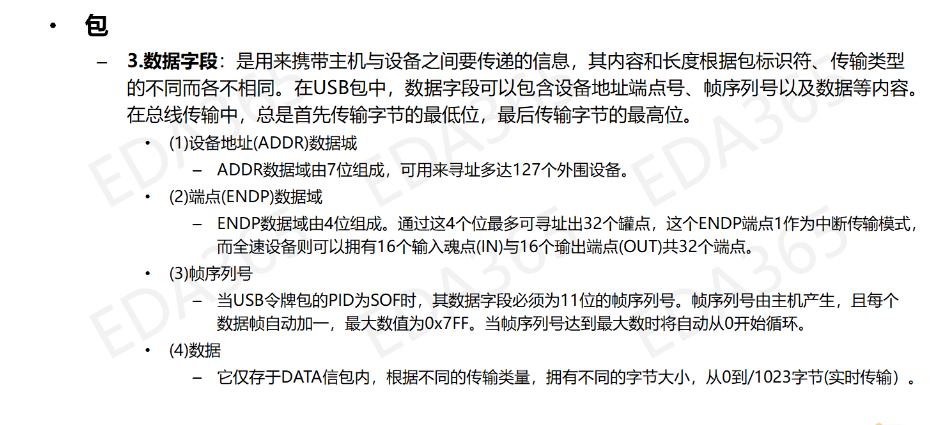 • 包
– 3.数据字段：是用来携带主机与设备之间要传递的信息，其内容和长度根据包标识符、传输类型
的不同而各不相同。在USB包中，数据字段可以包含设备地址端点号、帧序列号以及数据等内容。
在总线传输中，总是首先传输字节的最低位，最后传输字节的最高位。
• (1)设备地址(ADDR)数据城
– ADDR数据域由7位组成，可用来寻址多达127个外围设备。
• (2)端点(ENDP)数据域
– ENDP数据域由4位组成。通过这4个位最多可寻址出32个罐点，这个ENDP端点1作为中断传输模式，
而全速设备则可以拥有16个输入魂点(IN)与16个瑜出端点(OUT)共32个端点。
• (3)帧序列号
– 当USB令牌包的PID为SOF时，其数据字段必须为11位的帧序列号。帧序列号由主机产生，且每个
数据帧自动加一，最大数值为0x7FF。当帧序列号达到最大数时将自动从0开始循环。
• (4)数据
– 它仅存于DATA信包内，根据不同的传输类量，拥有不同的字节大小，从0到/1023字节(实时传输）。
EDA365
EDA365
EDA365
EDA365
EDA365
EDA365